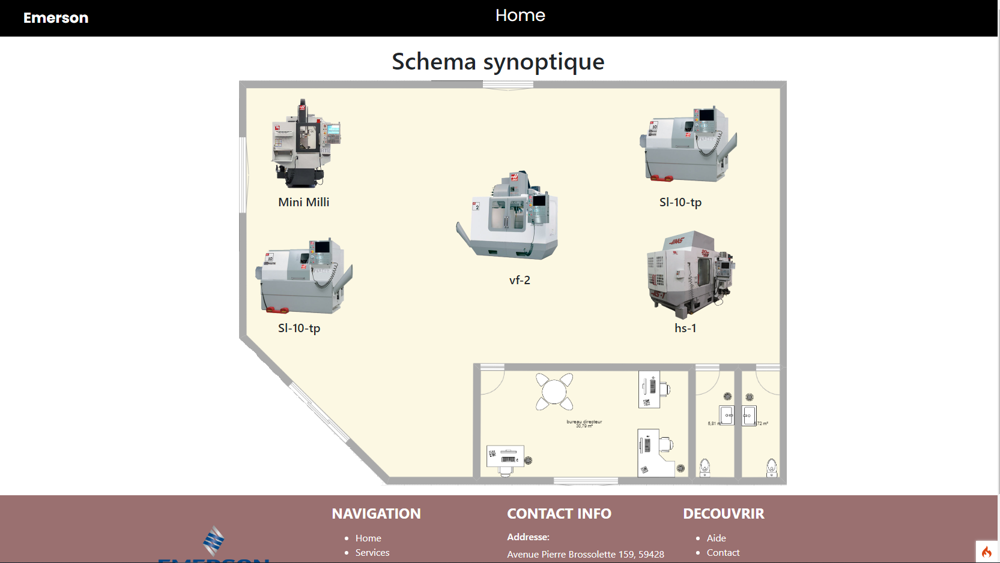 Emerson
Home
Schema synoptique
Mini Milli
Sl-10-tp
vf-2
Sl-10-tp
hs-1
bureau directeur
30,79 m²
5,81 m²
5,72 m²
NAVIGATION
Home
Services
CONTACT INFO
Addresse:
Avenue Pierre Brossolette 159, 59428
DECOUVRIR
Aide
Contact
EMERSON